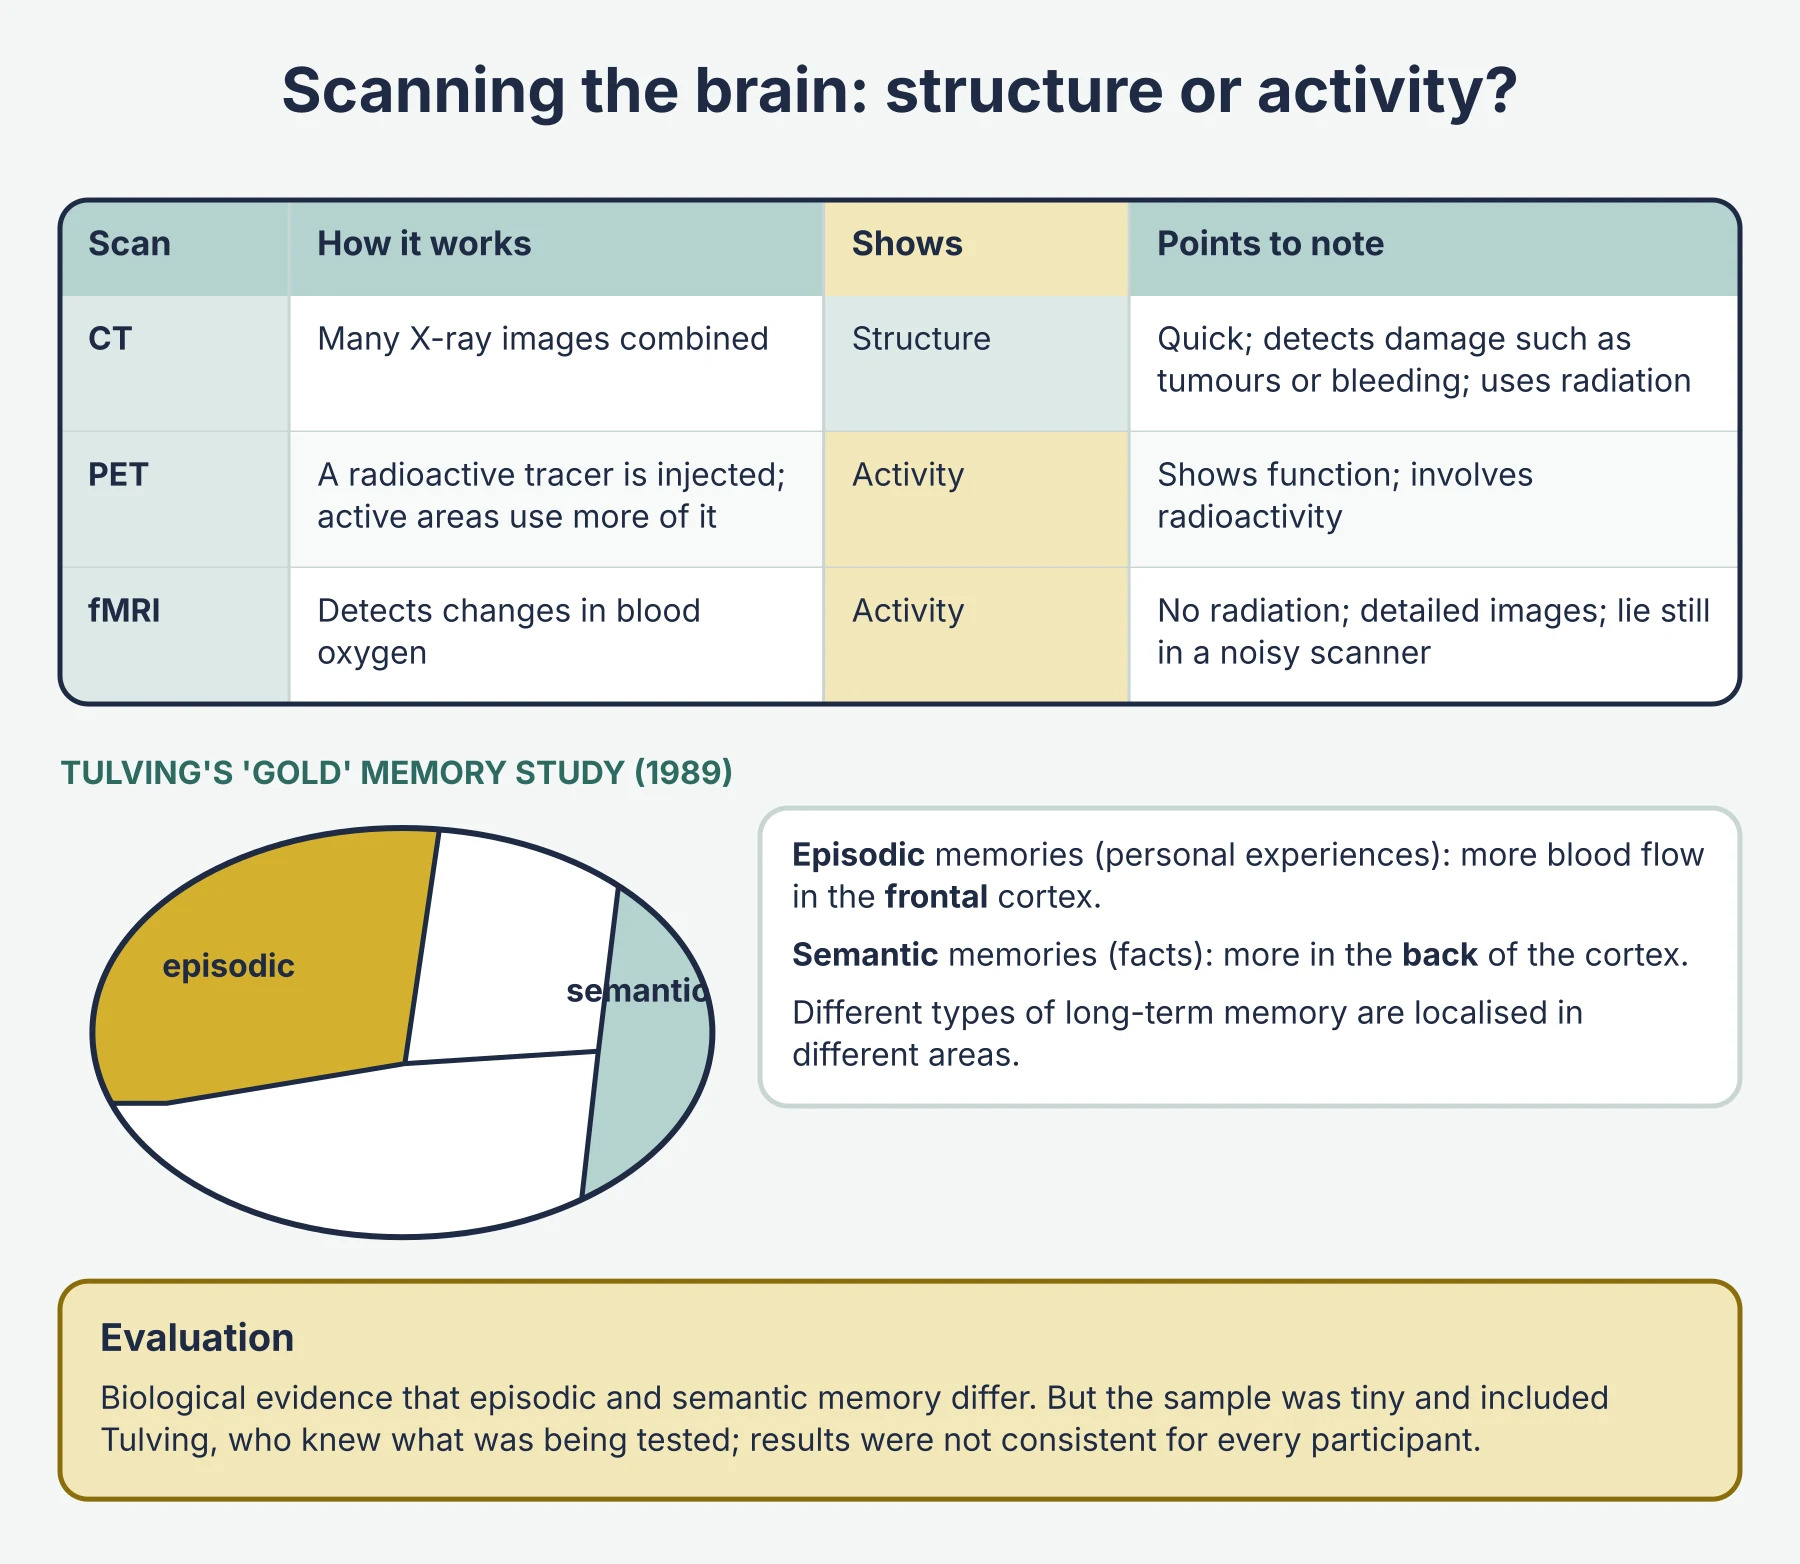 Scanning the brain: structure or activity?
Scan How it works Shows Points to note
CT Many X-ray images combined Structure Quick; detects damage such as
tumours or bleeding; uses radiation
PET A radioactive tracer is injected; Activity Shows function; involves
active areas use more of it radioactivity
fMRI Detects changes in blood Activity No radiation; detailed images; lie still
oxygen in a noisy scanner
TULVING'S 'GOLD' MEMORY STUDY (1989)
episodic
semantic
Episodic memories (personal experiences): more blood flow
in the frontal cortex.
Semantic memories (facts): more in the back of the cortex.
Different types of long-term memory are localised in
different areas.
Evaluation
Biological evidence that episodic and semantic memory differ. But the sample was tiny and included
Tulving, who knew what was being tested; results were not consistent for every participant.